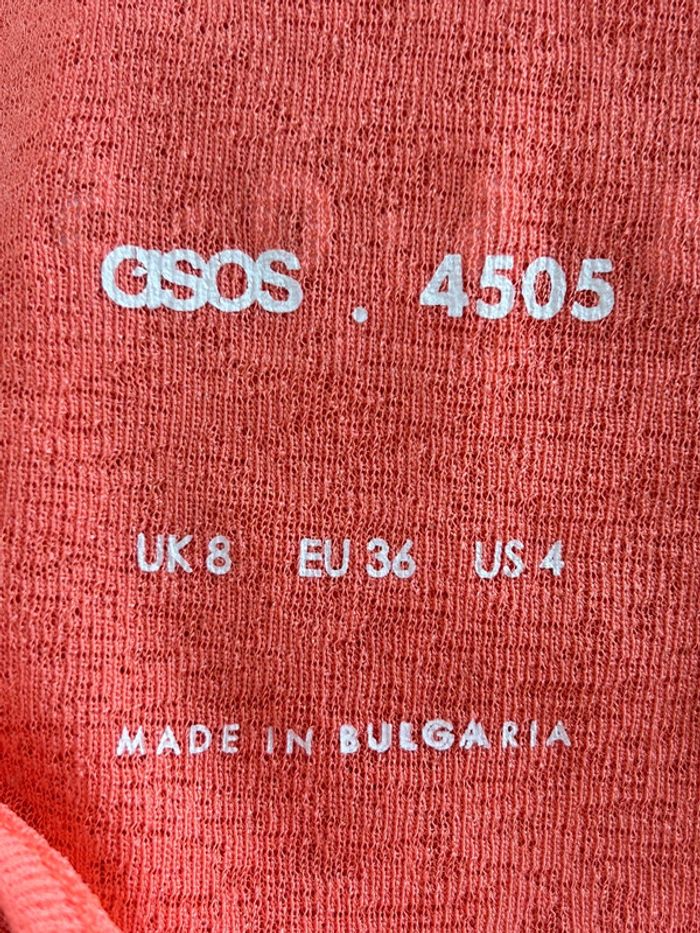 asos . 4505
UK 8 EU 36 US 4
MADE IN BULGARIA